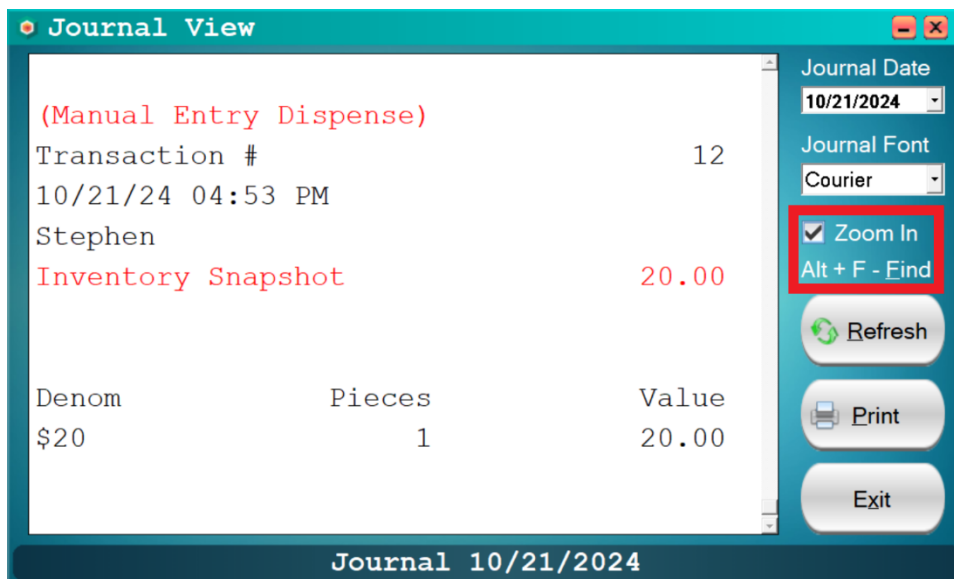 Journal View
(Manual Entry Dispense)
Transaction # 12
10/21/24 04:53 PM
Stephen
Inventory Snapshot 20.00
Denom Pieces Value
$20 1 20.00
Journal Date
10/21/2024
Journal Font
Courier
Zoom In
Alt + F - Find
Refresh
Print
Exit
Journal 10/21/2024